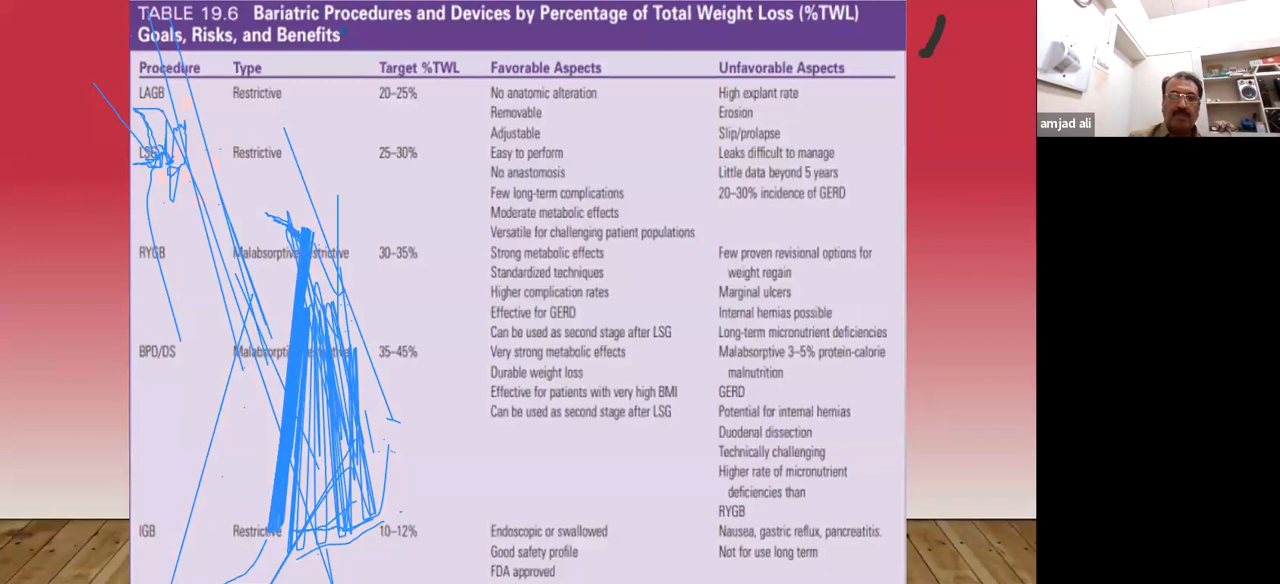 TABLE 19.6 Bariatric Procedures and Devices by Percentage of Total Weight Loss (%TWL)
Goals, Risks, and Benefits
Procedure Type Target %TWL Favorable Aspects Unfavorable Aspects
LAGB Restrictive 20–25% No anatomic alteration High explant rate
Removable Erosion
Adjustable Slip/prolapse
LSG Restrictive 25–30% Easy to perform Leaks difficult to manage
No anastomosis Little data beyond 5 years
Few long-term complications 20–30% incidence of GERD
Moderate metabolic effects
Versatile for challenging patient populations
RYGB Malabsorptive/restrictive 30–35% Strong metabolic effects Few proven revisional options for
Standardized techniques weight regain
Higher complication rates Marginal ulcers
Effective for GERD Internal hernias possible
Can be used as second stage after LSG Long-term micronutrient deficiencies
BPD/DS Malabsorptive/restrictive 35–45% Very strong metabolic effects Malabsorptive 3–5% protein-calorie
Durable weight loss malnutrition
Effective for patients with very high BMI GERD
Can be used as second stage after LSG Potential for internal hernias
Duodenal dissection
Technically challenging
Higher rate of micronutrient
deficiencies than
RYGB
IGB Restrictive 10–12% Endoscopic or swallowed Nausea, gastric reflux, pancreatitis.
Good safety profile Not for use long term
FDA approved
amjad ali